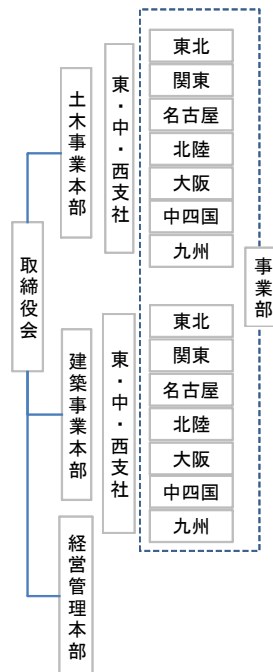 取締役会
土木事業本部
東・中・西支社
東北
関東
名古屋
北陸
大阪
中四国
九州
建築事業本部
東・中・西支社
東北
関東
名古屋
北陸
大阪
中四国
九州
経営管理本部
事業部